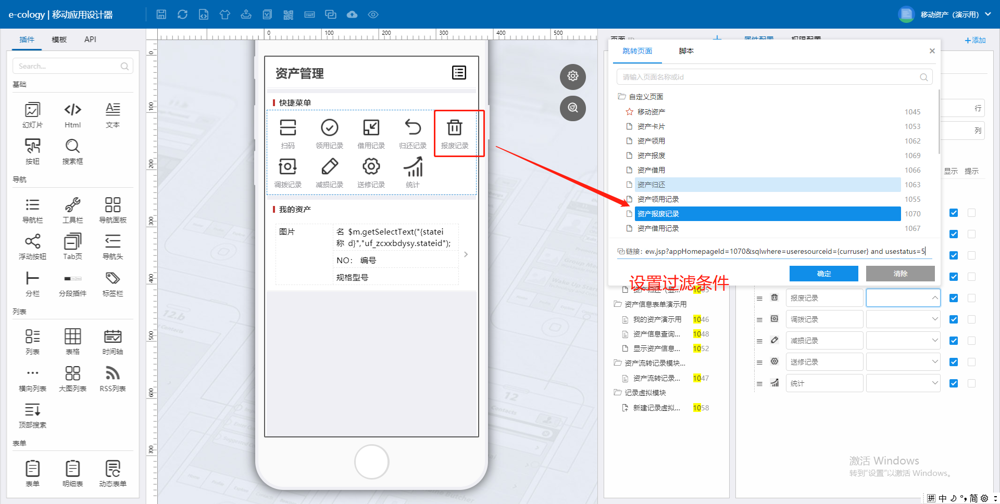 e-cology | 移动应用设计器
移动资产（演示用）
插件
模板
API
Search...
基础
幻灯片
Html
文本
按钮
搜索框
导航
导航栏
工具栏
导航面板
浮动按钮
Tab页
导航头
分栏
分段插件
标签栏
列表
列表
表格
时间轴
横向列表
大图列表
RSS列表
顶部搜索
表单
表单
明细表
动态表单
0
100
200
300
400
500
0
100
200
300
400
500
600
700
资产管理
快捷菜单
扫码
领用记录
借用记录
归还记录
报废记录
调拨记录
减损记录
送修记录
统计
我的资产
图片
名称
$m.getSelectText("{statei
d}","uf_zcxxbdysy.stateid");
NO： 编号
规格型号
页面 ID
属性配置
权限配置
+添加
跳转页面
脚本
请输入页面名称或id
自定义页面
移动资产 1045
资产卡片 1053
资产领用 1062
资产报废 1069
资产借用 1066
资产归还 1063
资产领用记录 1055
资产报废记录 1070
资产借用记录 1067
链接: ew.jsp?appHomepageId=1070&sqlwhere=useresourceid={curruser} and usestatus=5
确定
清除
设置过滤条件
行
列
显示 提示
资产归还（显... 1065
资产信息表单演示用
我的资产演示用 1046
资产信息查询... 1048
显示资产信息... 1052
资产流转记录模块...
资产流转记录... 1047
记录虚拟模块
新建记录虚拟... 1058
报废记录
调拨记录
减损记录
送修记录
统计
激活 Windows
转到"设置"以激活 Windows。
拼 中 简